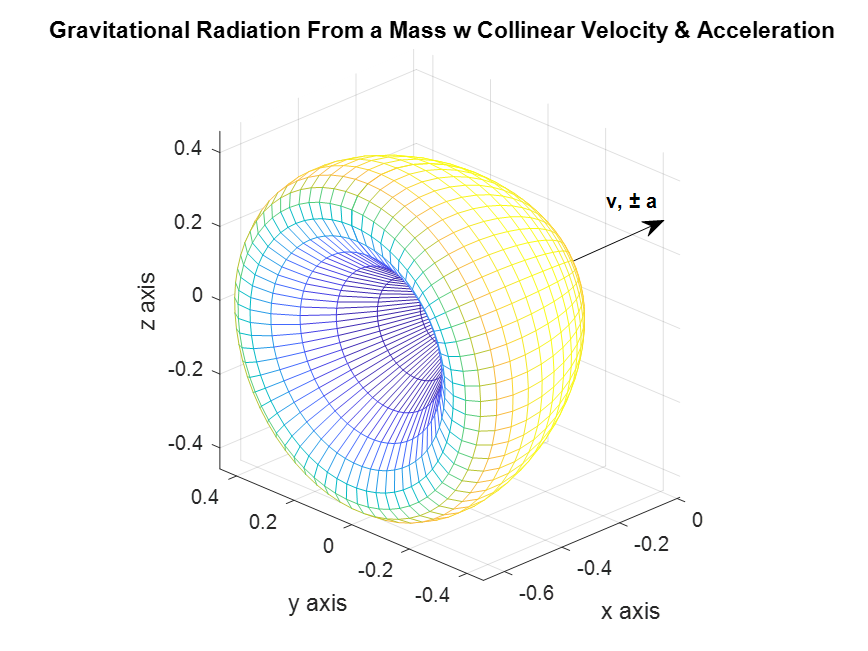 Gravitational Radiation From a Mass w Collinear Velocity & Acceleration
v, ± a
z axis
0.4
0.2
0
-0.2
-0.4
0.4
0.2
0
-0.2
-0.4
y axis
0
-0.2
-0.4
-0.6
x axis